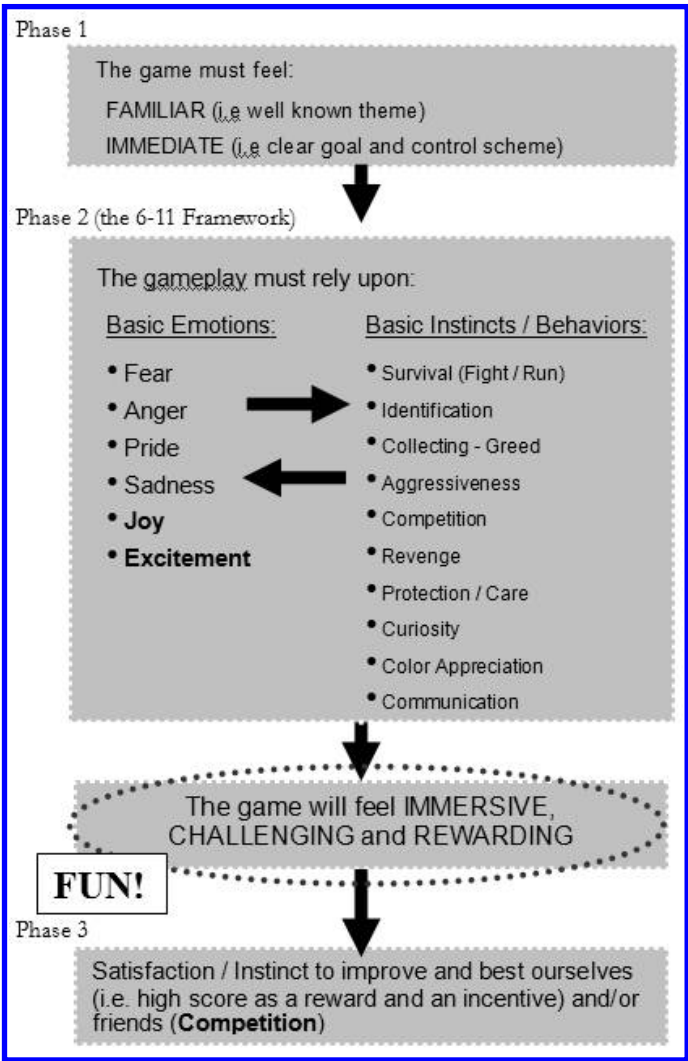 Phase 1
The game must feel:
FAMILIAR (i.e well known theme)
IMMEDIATE (i.e clear goal and control scheme)
Phase 2 (the 6-11 Framework)
The gameplay must rely upon:
Basic Emotions:
• Fear
• Anger
• Pride
• Sadness
• Joy
• Excitement
Basic Instincts / Behaviors:
• Survival (Fight / Run)
• Identification
• Collecting - Greed
• Aggressiveness
• Competition
• Revenge
• Protection / Care
• Curiosity
• Color Appreciation
• Communication
The game will feel IMMERSIVE,
CHALLENGING and REWARDING
FUN!
Phase 3
Satisfaction / Instinct to improve and best ourselves
(i.e. high score as a reward and an incentive) and/or
friends (Competition)